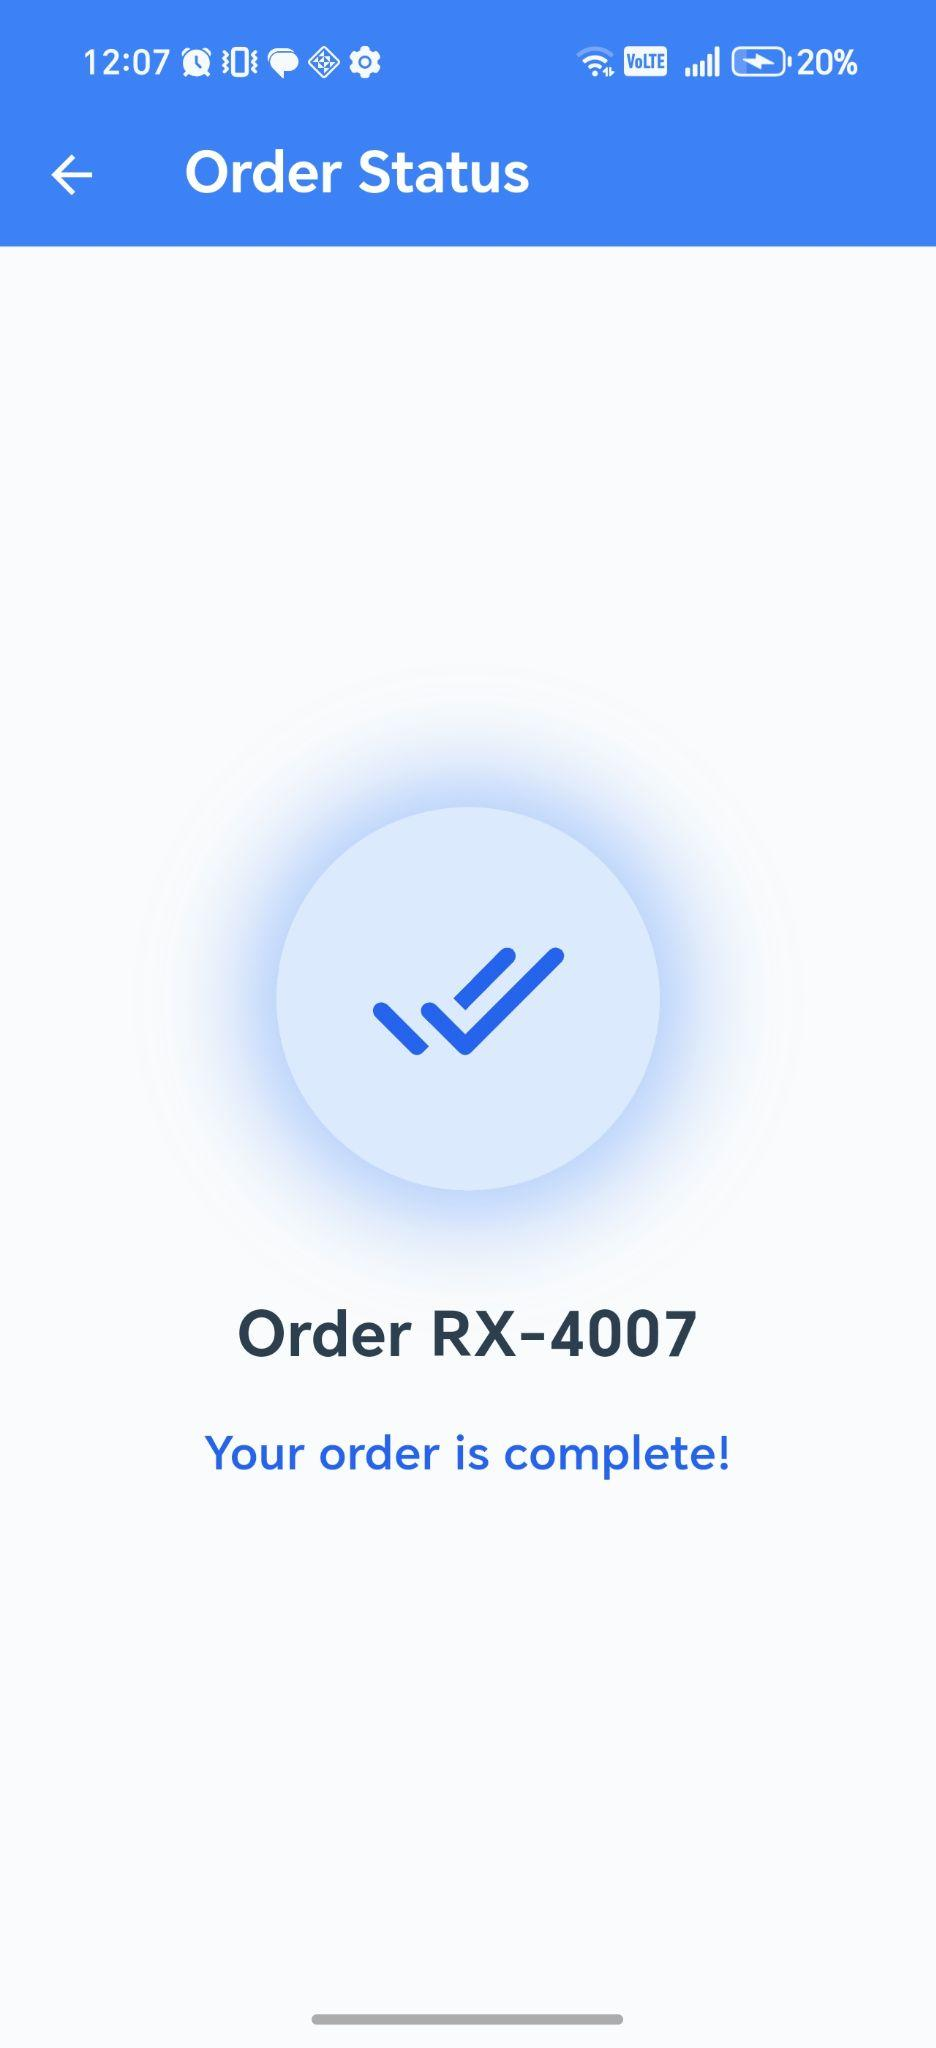 12:07 VoLTE 20%
Order Status
Order RX-4007
Your order is complete!